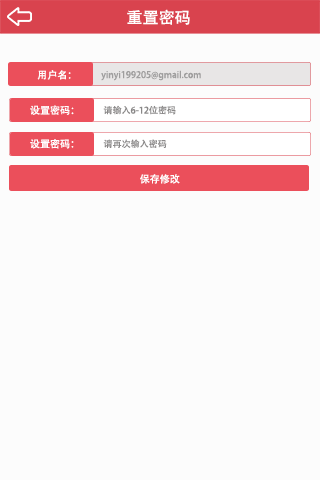 重置密码
用户名：
yinyi199205@gmail.com
设置密码：
请输入6-12位密码
设置密码：
请再次输入密码
保存修改